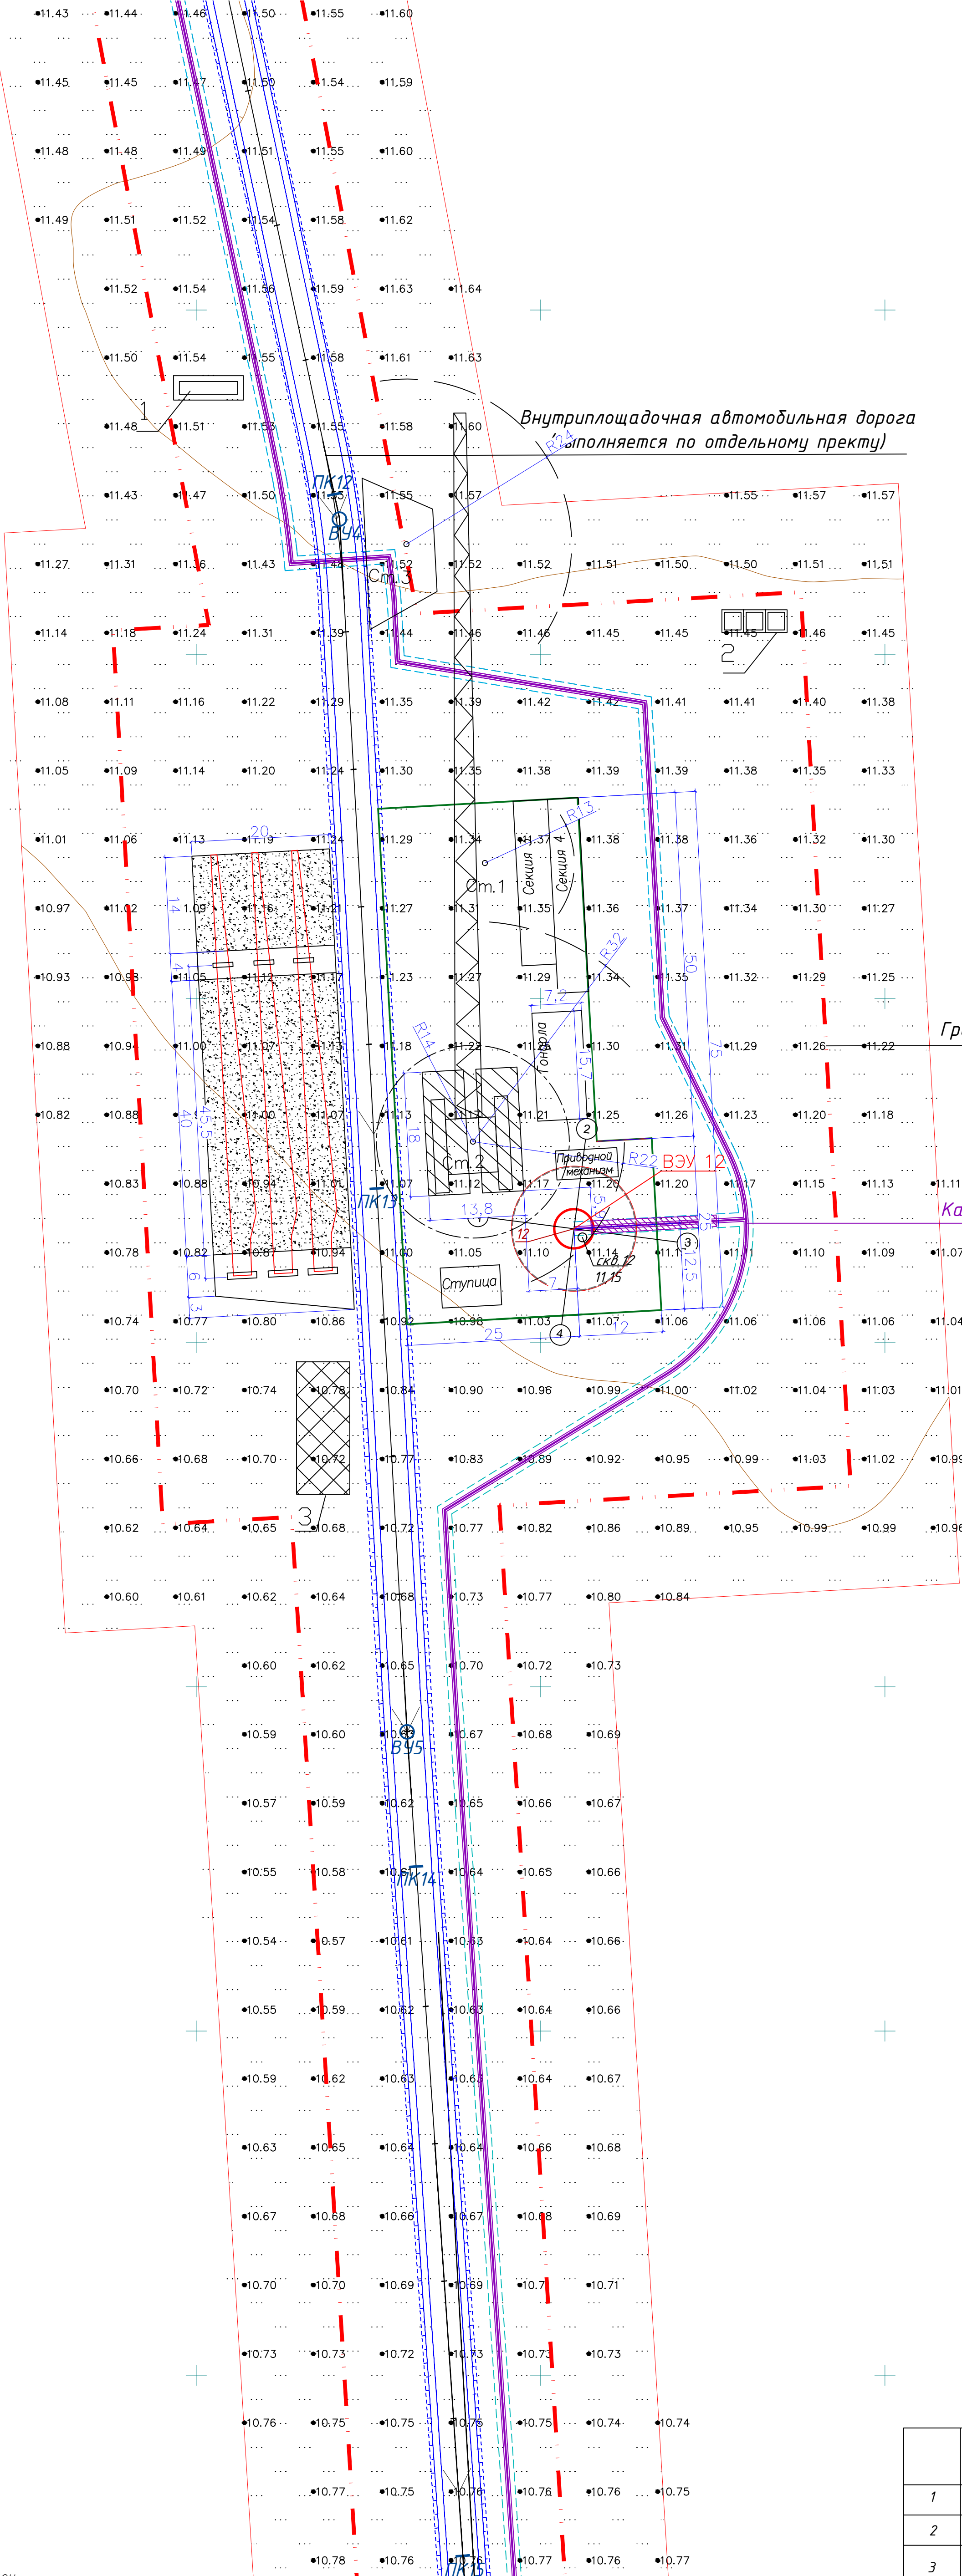 11.43 11.44 11.46 11.50 11.55 11.60
11.45 11.45 11.47 11.50 11.54 11.59
11.48 11.48 11.49 11.51 11.55 11.60
11.49 11.51 11.52 11.54 11.58 11.62
11.52 11.54 11.56 11.59 11.63 11.64
11.50 11.54 11.55 11.58 11.61 11.63
1
11.48 11.51 11.53 11.55 11.58 11.60
Внутриплощадочная автомобильная дорога
полняется по отдельному пректу)
R24
ПК12
11.43 11.47 11.50 11.55 11.57 11.55 11.57 11.57
ВУ4
11.27 11.31 11.36 11.43 11.52 11.52 11.52 11.51 11.50 11.50 11.51 11.51
Ст.3
11.14 11.18 11.24 11.31 11.39 11.44 11.46 11.46 11.45 11.45 11.45 11.46 11.45
2
11.08 11.11 11.16 11.22 11.29 11.35 11.39 11.42 11.42 11.41 11.41 11.40 11.38
11.05 11.09 11.14 11.20 11.24 11.30 11.35 11.38 11.39 11.39 11.38 11.35 11.33
20
R13
11.01 11.06 11.13 11.19 11.24 11.29 11.34 11.37 11.38 11.38 11.36 11.32 11.30
Секция
Секция 4
Ст.1
14
10.97 11.02 11.09 11.16 11.21 11.27 11.31 11.35 11.36 11.37 11.34 11.30 11.27
R32
50
4
10.93 10.98 11.05 11.12 11.17 11.23 11.27 11.29 11.34 11.35 11.32 11.29 11.25
7,2
R14
Гондола
75
10.88 10.94 11.00 11.07 11.13 11.18 11.22 11.30 11.31 11.29 11.26 11.22
Гр
15,7
40
45,5
10.82 10.88 11.00 11.07 11.13 11.17 11.21 11.25 11.26 11.23 11.20 11.18
2
18
Ст.2
Приводной
механизм
R22
ВЭУ 12
10.83 10.88 10.94 11.01 11.07 11.12 11.17 11.20 11.20 11.17 11.15 11.13 11.11
ПК13
13,8
5,9
25
Ка
1
12
3
10.78 10.82 10.87 10.94 11.00 11.05 11.10 11.14 11.11 11.10 11.09 11.07
скв.12
11.15
12,5
6
Ступица
7
3
10.74 10.77 10.80 10.86 10.92 10.98 11.03 11.07 11.06 11.06 11.06 11.06 11.04
25
4
12
10.70 10.72 10.74 10.78 10.84 10.90 10.96 10.99 11.00 11.02 11.04 11.03 11.01
10.66 10.68 10.70 10.72 10.77 10.83 10.89 10.92 10.95 10.99 11.03 11.02 10.99
3
10.62 10.64 10.65 10.68 10.72 10.77 10.82 10.86 10.89 10.95 10.99 10.99 10.96
10.60 10.61 10.62 10.64 10.68 10.73 10.77 10.80 10.84
10.60 10.62 10.65 10.70 10.72 10.73
10.59 10.60 10.63 10.67 10.68 10.69
ВУ5
10.57 10.59 10.62 10.65 10.66 10.67
10.55 10.58 10.64 10.65 10.66
ПК14
10.54 10.57 10.61 10.63 10.64 10.66
10.55 10.59 10.62 10.63 10.64 10.66
10.59 10.62 10.63 10.63 10.64 10.67
10.63 10.65 10.64 10.64 10.66 10.68
10.67 10.68 10.66 10.67 10.68 10.69
10.70 10.70 10.69 10.69 10.7 10.71
10.73 10.73 10.72 10.73 10.73 10.73
10.76 10.75 10.75 10.75 10.75 10.74 10.74
10.77 10.75 10.76 10.76 10.76 10.75
1
2
10.78 10.76 10.76 10.77 10.76 10.77
ПК15
3